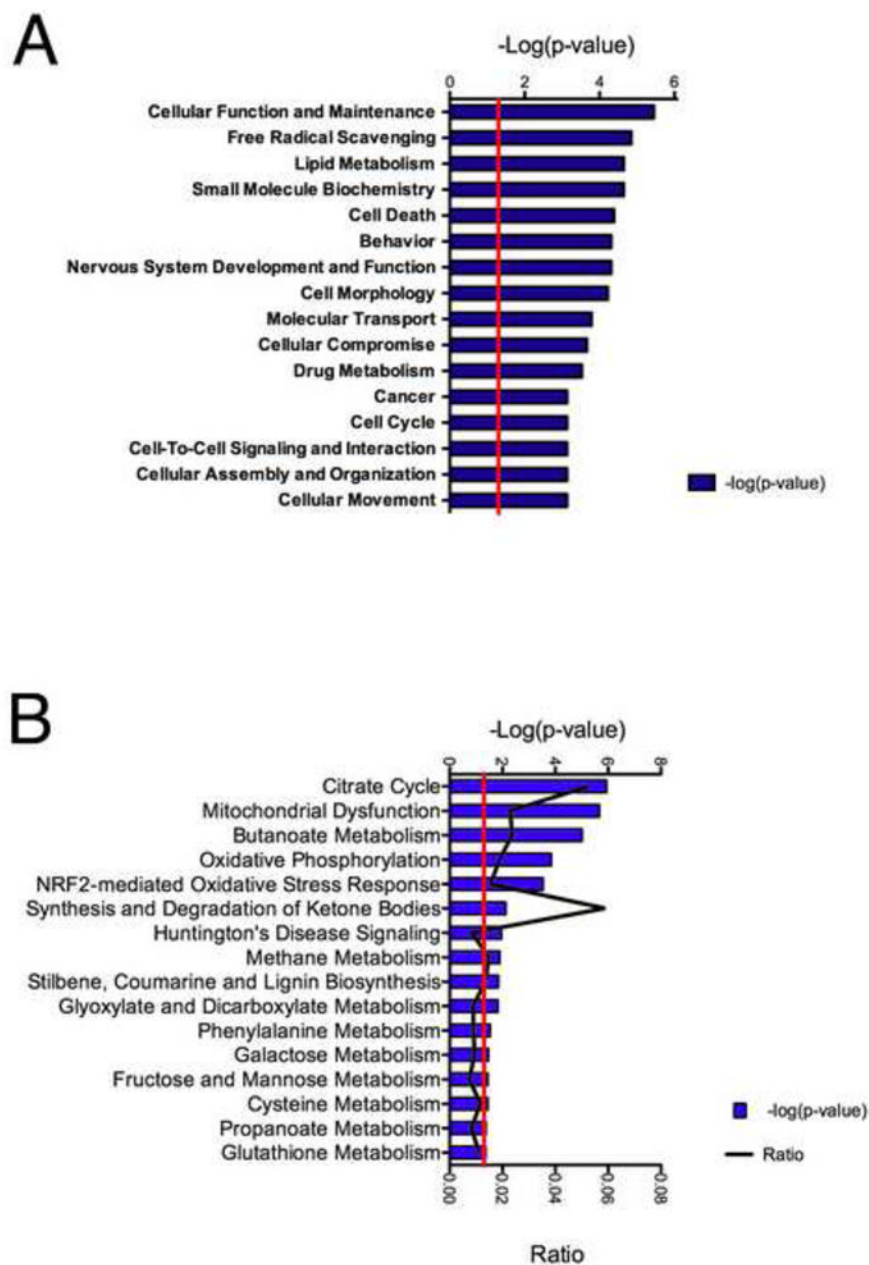 A
-Log(p-value)
0 2 4 6
Cellular Function and Maintenance
Free Radical Scavenging
Lipid Metabolism
Small Molecule Biochemistry
Cell Death
Behavior
Nervous System Development and Function
Cell Morphology
Molecular Transport
Cellular Compromise
Drug Metabolism
Cancer
Cell Cycle
Cell-To-Cell Signaling and Interaction
Cellular Assembly and Organization
Cellular Movement
-log(p-value)
B
-Log(p-value)
0 2 4 6 8
Citrate Cycle
Mitochondrial Dysfunction
Butanoate Metabolism
Oxidative Phosphorylation
NRF2-mediated Oxidative Stress Response
Synthesis and Degradation of Ketone Bodies
Huntington's Disease Signaling
Methane Metabolism
Stilbene, Coumarine and Lignin Biosynthesis
Glyoxylate and Dicarboxylate Metabolism
Phenylalanine Metabolism
Galactose Metabolism
Fructose and Mannose Metabolism
Cysteine Metabolism
Propanoate Metabolism
Glutathione Metabolism
-log(p-value)
Ratio
0.00 0.02 0.04 0.06 0.08
Ratio